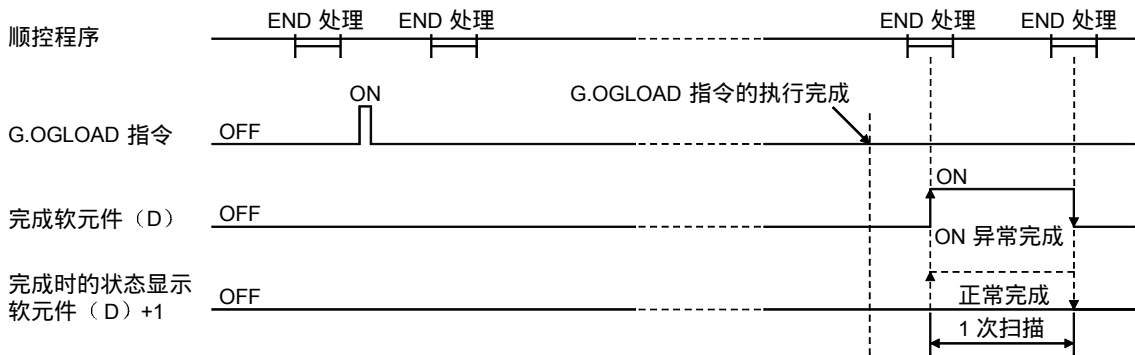 END 处理 END 处理 END 处理 END 处理
顺控程序
ON
G.OGLOAD 指令的执行完成
G.OGLOAD 指令
OFF
ON
完成软元件（D）
OFF
ON 异常完成
完成时的状态显示
软元件（D）+1
OFF
正常完成
1 次扫描